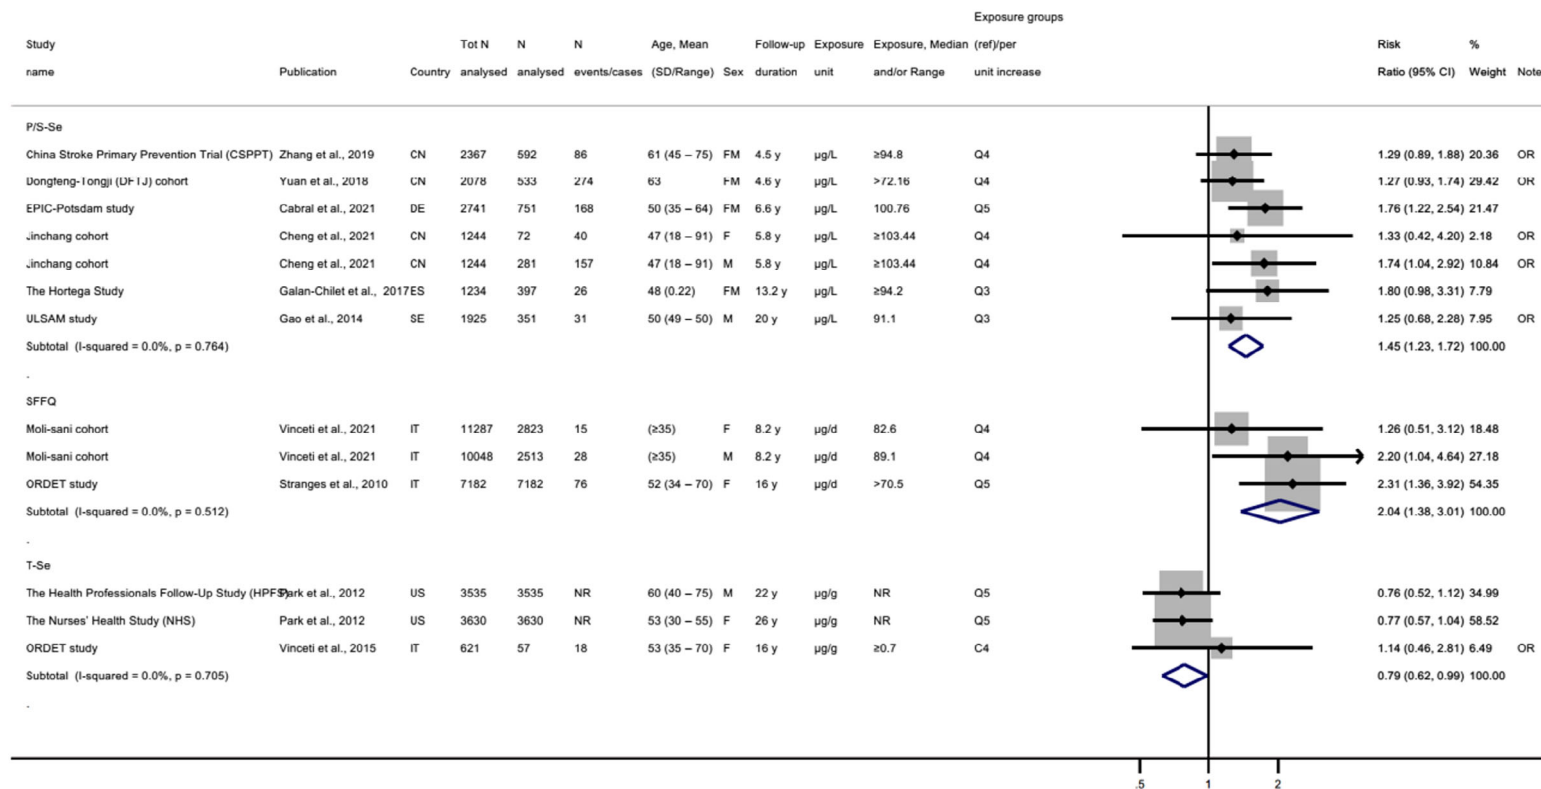 Exposure groups
Study Tot N N N Age, Mean Follow-up Exposure Exposure, Median (ref)/per Risk %
name Publication Country analysed analysed events/cases (SD/Range) Sex duration unit and/or Range unit increase Ratio (95% CI) Weight Note
P/S-Se
China Stroke Primary Prevention Trial (CSPPT) Zhang et al., 2019 CN 2367 592 86 61 (45 – 75) FM 4.5 y µg/L ≥94.8 Q4 1.29 (0.89, 1.88) 20.36 OR
Dongfeng-Tongji (DFTJ) cohort Yuan et al., 2018 CN 2078 533 274 63 FM 4.6 y µg/L >72.16 Q4 1.27 (0.93, 1.74) 29.42 OR
EPIC-Potsdam study Cabral et al., 2021 DE 2741 751 168 50 (35 – 64) FM 6.6 y µg/L 100.76 Q5 1.76 (1.22, 2.54) 21.47
Jinchang cohort Cheng et al., 2021 CN 1244 72 40 47 (18 – 91) F 5.8 y µg/L ≥103.44 Q4 1.33 (0.42, 4.20) 2.18 OR
Jinchang cohort Cheng et al., 2021 CN 1244 281 157 47 (18 – 91) M 5.8 y µg/L ≥103.44 Q4 1.74 (1.04, 2.92) 10.84 OR
The Hortega Study Galan-Chilet et al., 2017 ES 1234 397 26 48 (0.22) FM 13.2 y µg/L ≥94.2 Q3 1.80 (0.98, 3.31) 7.79
ULSAM study Gao et al., 2014 SE 1925 351 31 50 (49 – 50) M 20 y µg/L 91.1 Q3 1.25 (0.68, 2.28) 7.95 OR
Subtotal (I-squared = 0.0%, p = 0.764) 1.45 (1.23, 1.72) 100.00
.
SFFQ
Moli-sani cohort Vinceti et al., 2021 IT 11287 2823 15 (≥35) F 8.2 y µg/d 82.6 Q4 1.26 (0.51, 3.12) 18.48
Moli-sani cohort Vinceti et al., 2021 IT 10048 2513 28 (≥35) M 8.2 y µg/d 89.1 Q4 2.20 (1.04, 4.64) 27.18
ORDET study Stranges et al., 2010 IT 7182 7182 76 52 (34 – 70) F 16 y µg/d >70.5 Q5 2.31 (1.36, 3.92) 54.35
Subtotal (I-squared = 0.0%, p = 0.512) 2.04 (1.38, 3.01) 100.00
.
T-Se
The Health Professionals Follow-Up Study (HPFS) Park et al., 2012 US 3535 3535 NR 60 (40 – 75) M 22 y µg/g NR Q5 0.76 (0.52, 1.12) 34.99
The Nurses' Health Study (NHS) Park et al., 2012 US 3630 3630 NR 53 (30 – 55) F 26 y µg/g NR Q5 0.77 (0.57, 1.04) 58.52
ORDET study Vinceti et al., 2015 IT 621 57 18 53 (35 – 70) F 16 y µg/g ≥0.7 C4 1.14 (0.46, 2.81) 6.49 OR
Subtotal (I-squared = 0.0%, p = 0.705) 0.79 (0.62, 0.99) 100.00
.
.5 1 2